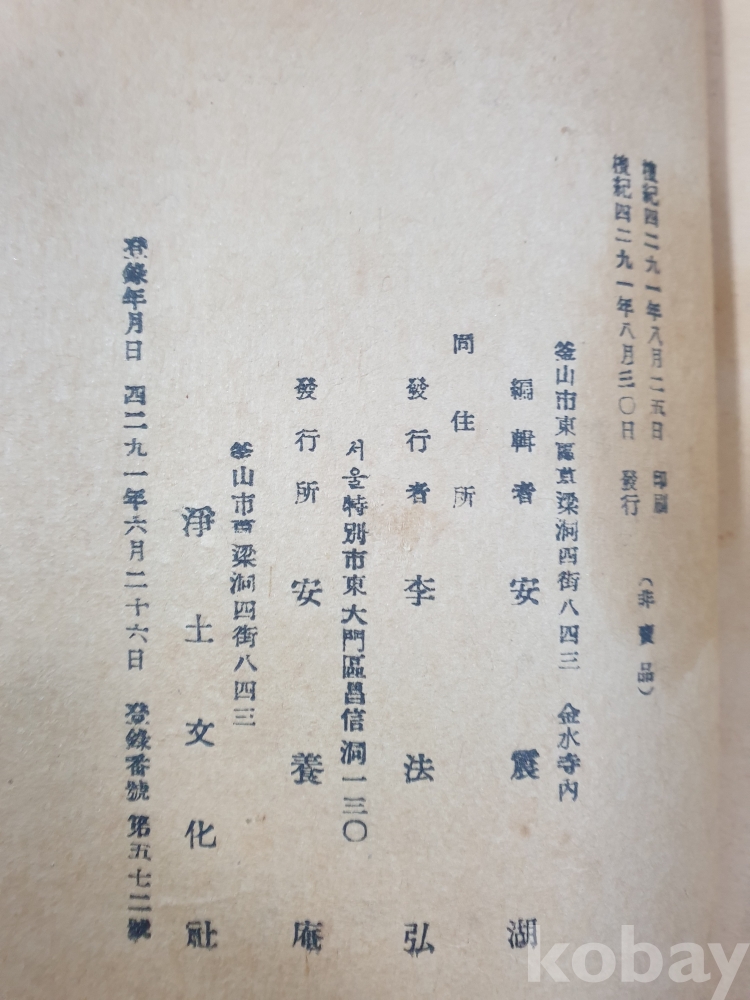 檀紀四二九一年八月二五日 印刷
檀紀四二九一年八月三〇日 發行
(非賣品)
釜山市東區草梁洞四街八四三 金水寺內
編輯者 安震湖
同住所
發行者 李法弘
서울特別市東大門區昌信洞一三〇
發行所 安養庵
釜山市草梁洞四街八四三
淨土文化社
登錄年月日 四二九一年六月二十六日 登錄番號 第五七二號
kobay